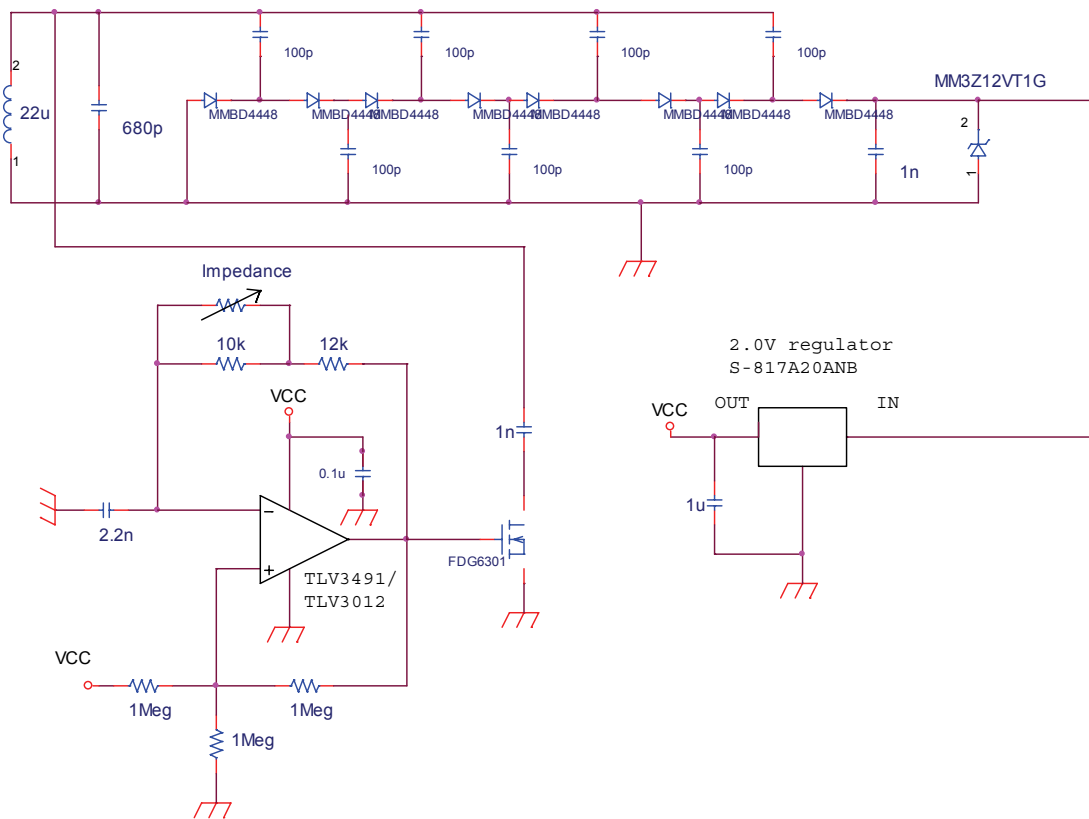 2
22u
1
680p
100p
100p
100p
100p
MMBD4448
MMBD4448
MMBD4448
MMBD4448
MMBD4448
MMBD4448
MMBD4448
MMBD4448
100p
100p
100p
1n
MM3Z12VT1G
2
1
Impedance
10k
12k
VCC
0.1u
2.2n
−
+
TLV3491/
TLV3012
1n
FDG6301
VCC
1Meg
1Meg
1Meg
2.0V regulator
S-817A20ANB
VCC
OUT
IN
1u